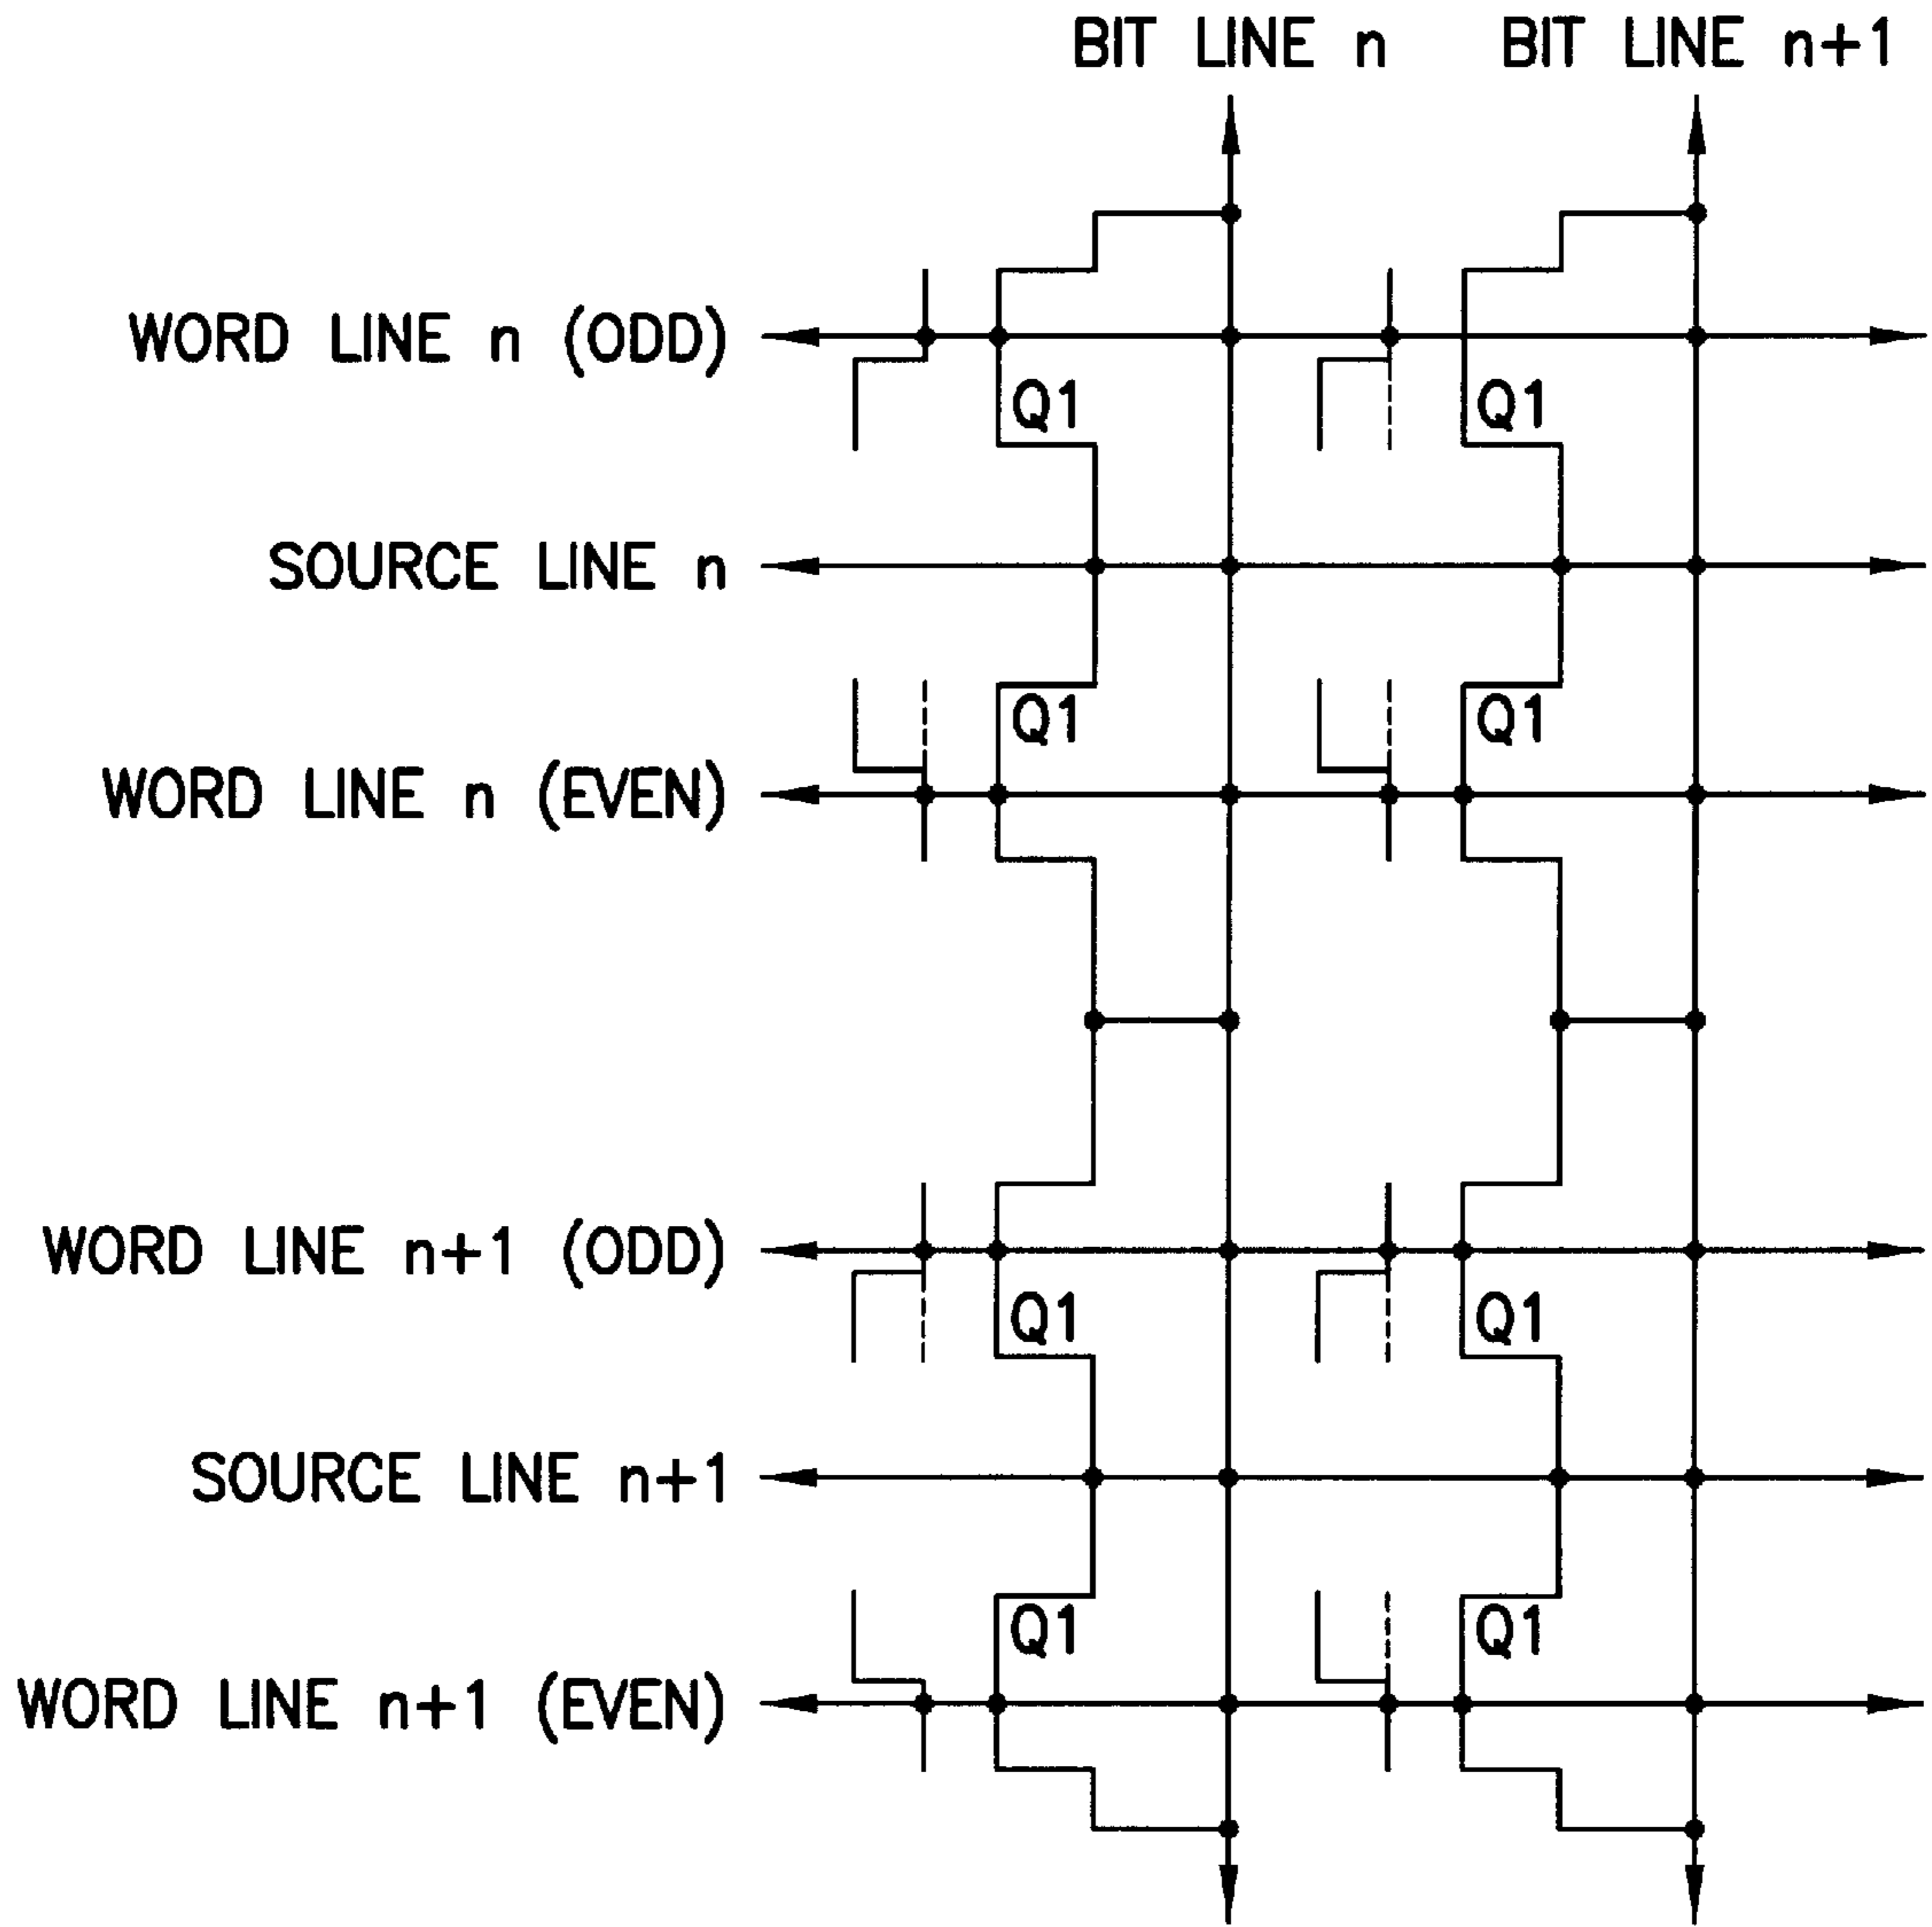 BIT LINE n BIT LINE n+1
WORD LINE n (ODD)
Q1 Q1
SOURCE LINE n
Q1 Q1
WORD LINE n (EVEN)
WORD LINE n+1 (ODD)
Q1 Q1
SOURCE LINE n+1
Q1 Q1
WORD LINE n+1 (EVEN)